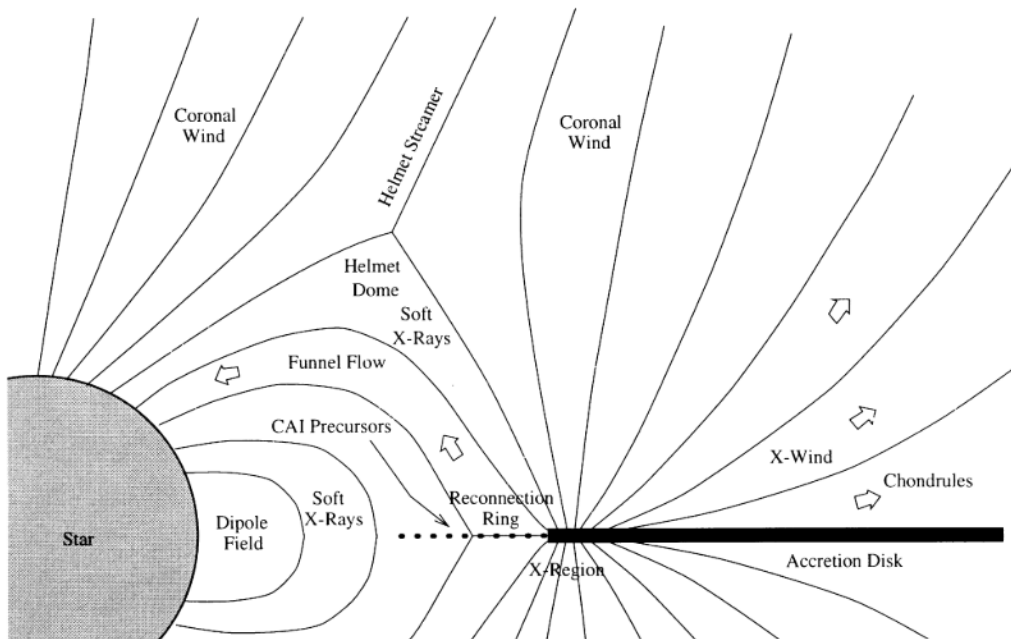 Coronal
Wind
Helmet Streamer
Coronal
Wind
Helmet
Dome
Soft
X-Rays
Funnel Flow
CAI Precursors
X-Wind
Chondrules
Reconnection
Ring
Soft
X-Rays
Dipole
Field
Star
X-Region
Accretion Disk